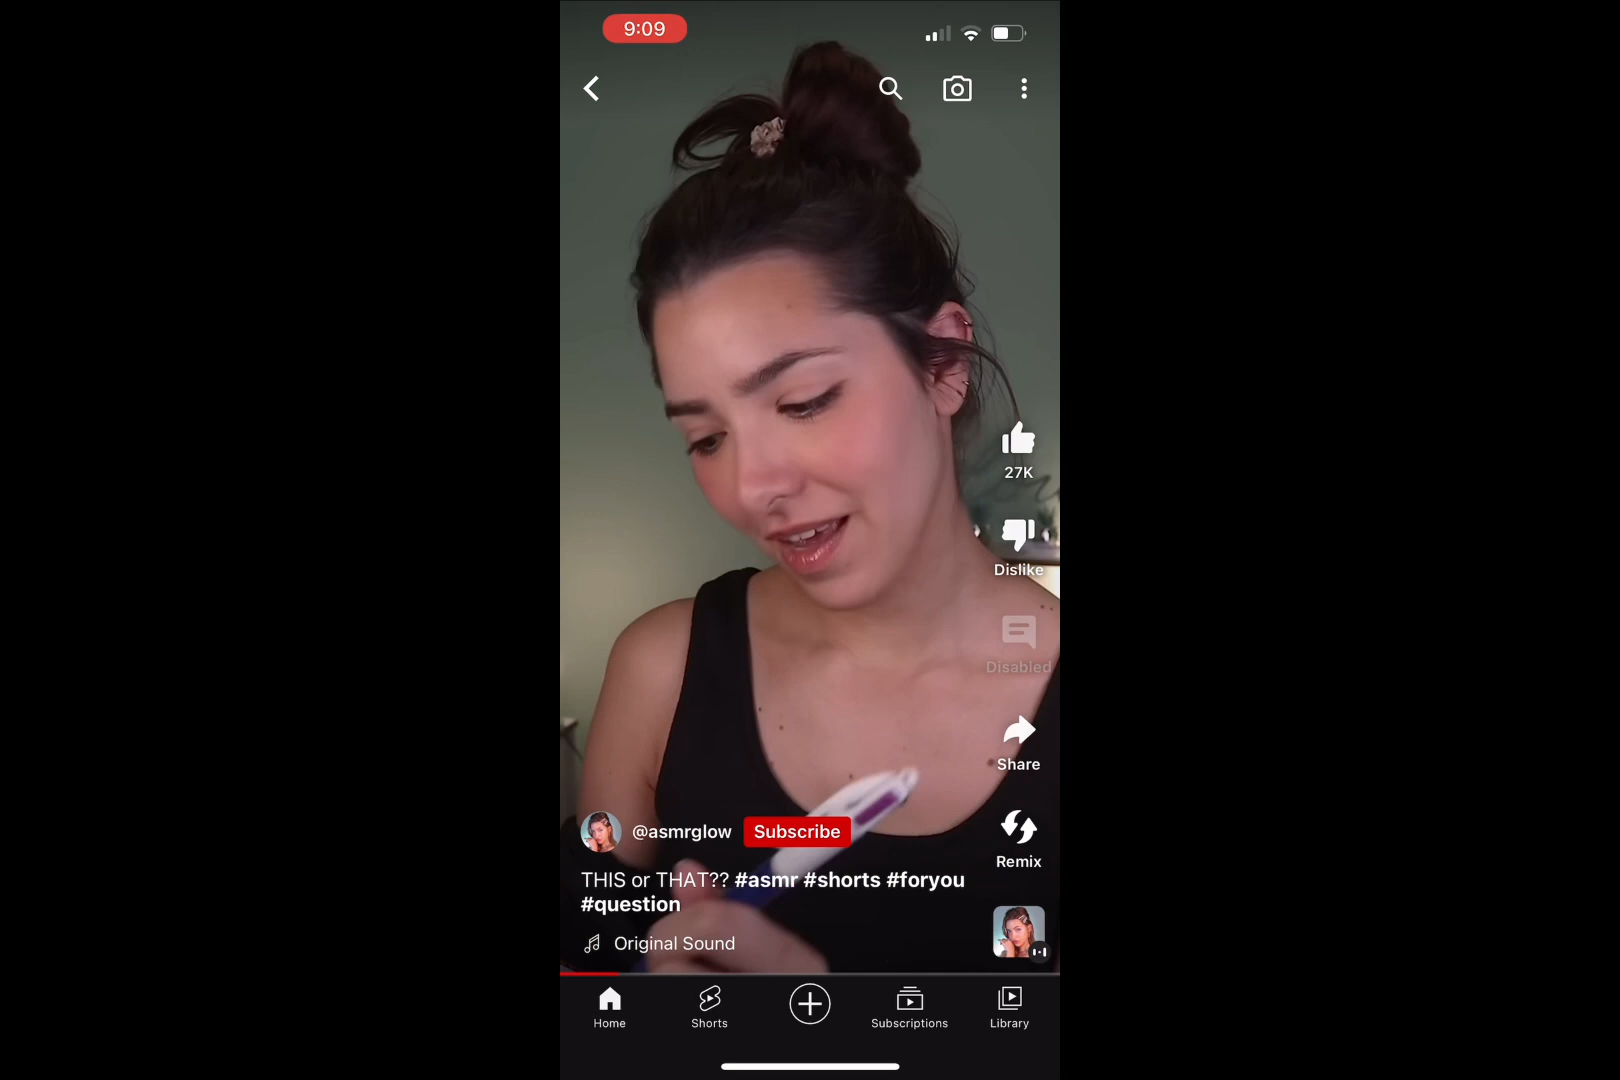 9:09
27K
Dislike
Disabled
Share
@asmrglow Subscribe
Remix
THIS or THAT?? #asmr #shorts #foryou
#question
Original Sound
Home Shorts Subscriptions Library